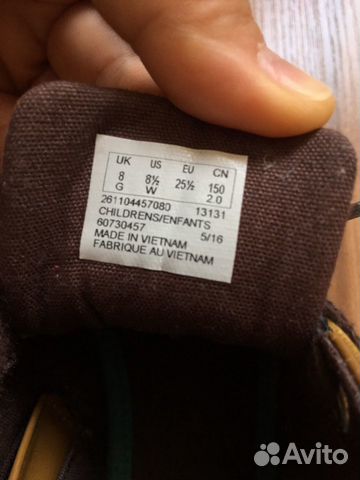 UK US EU CN
8 8½ 25½ 150
G W 2.0
261104457080 13131
CHILDRENS/ENFANTS
60730457 5/16
MADE IN VIETNAM
FABRIQUE AU VIETNAM
Avito